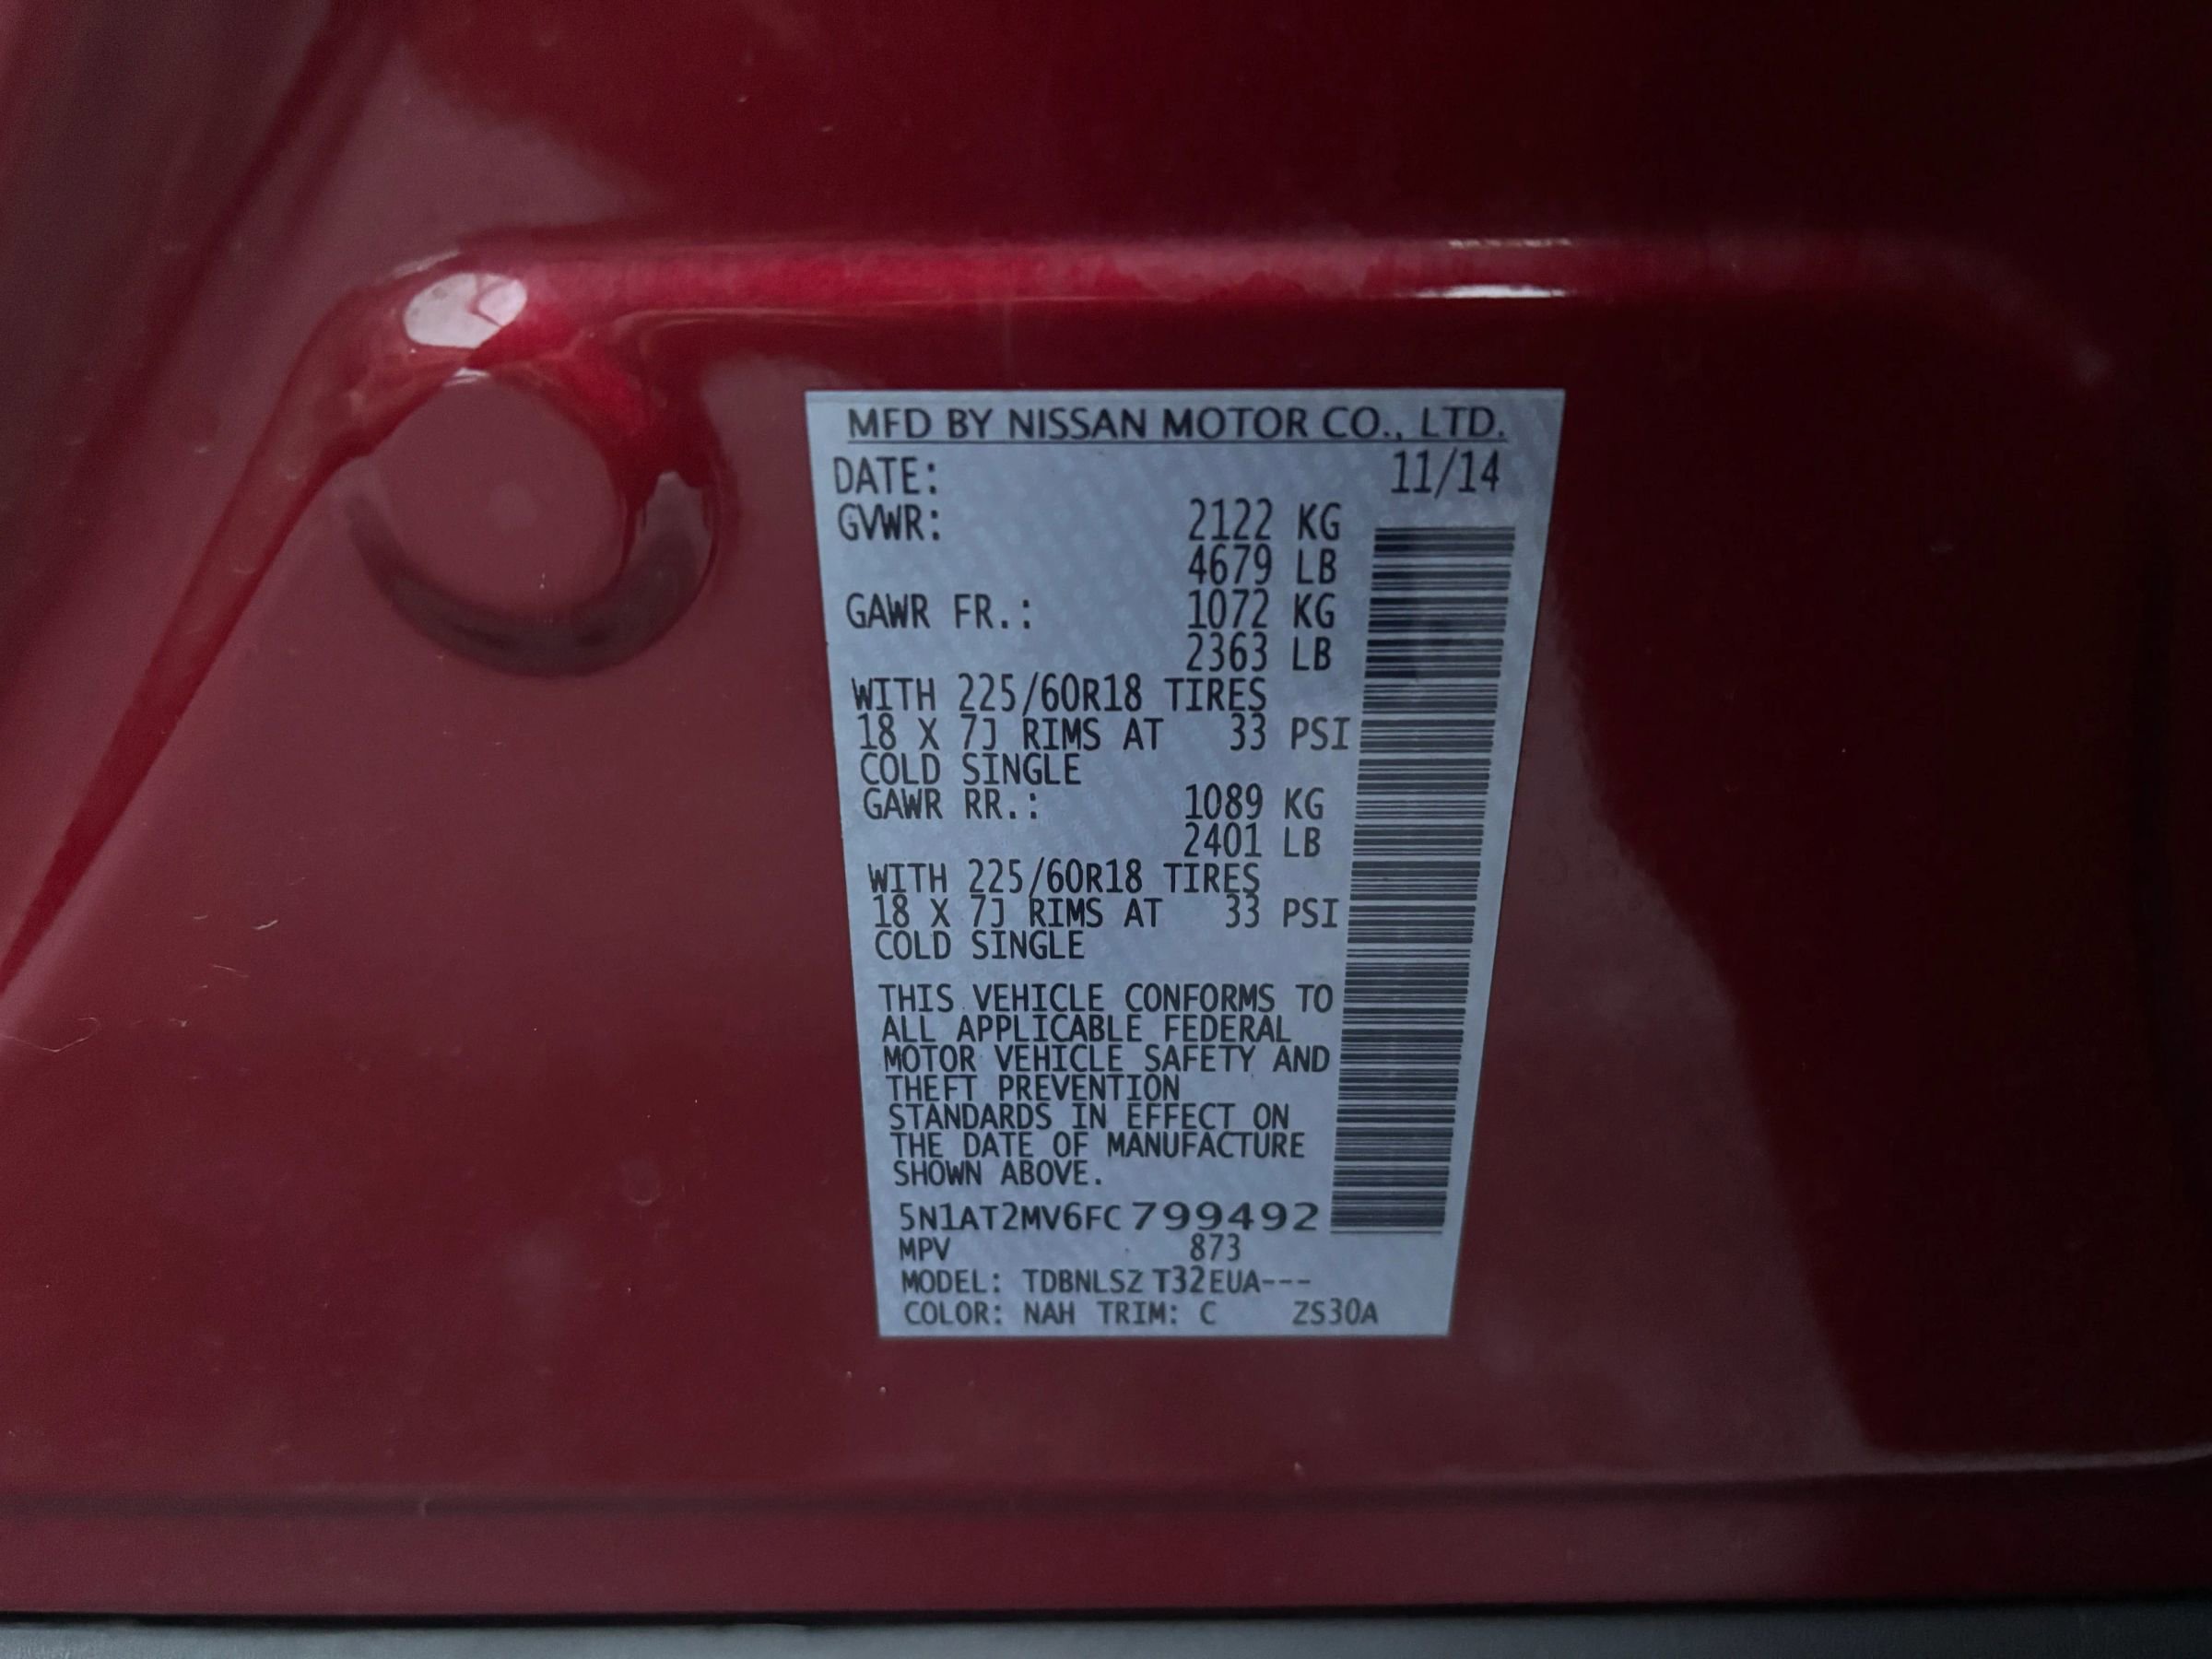 MFD BY NISSAN MOTOR CO., LTD.
DATE: 11/14
GVWR: 2122 KG
4679 LB
GAWR FR.: 1072 KG
2363 LB
WITH 225/60R18 TIRES
18 X 7J RIMS AT 33 PSI
COLD SINGLE
GAWR RR.: 1089 KG
2401 LB
WITH 225/60R18 TIRES
18 X 7J RIMS AT 33 PSI
COLD SINGLE
THIS VEHICLE CONFORMS TO
ALL APPLICABLE FEDERAL
MOTOR VEHICLE SAFETY AND
THEFT PREVENTION
STANDARDS IN EFFECT ON
THE DATE OF MANUFACTURE
SHOWN ABOVE.
5N1AT2MV6FC799492
MPV 873
MODEL: TDBNLSZ T32EUA---
COLOR: NAH TRIM: C ZS30A